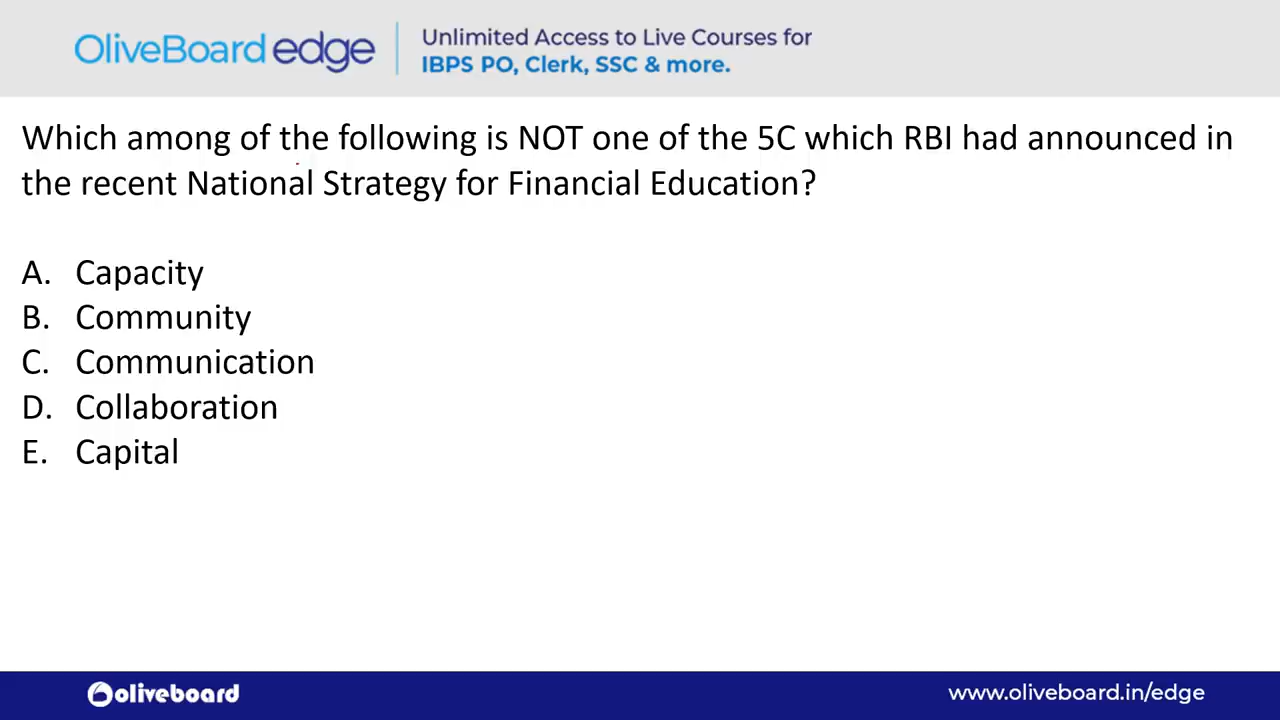 OliveBoard edge
Unlimited Access to Live Courses for
IBPS PO, Clerk, SSC & more.
Which among of the following is NOT one of the 5C which RBI had announced in
the recent National Strategy for Financial Education?
A. Capacity
B. Community
C. Communication
D. Collaboration
E. Capital
oliveboard
www.oliveboard.in/edge